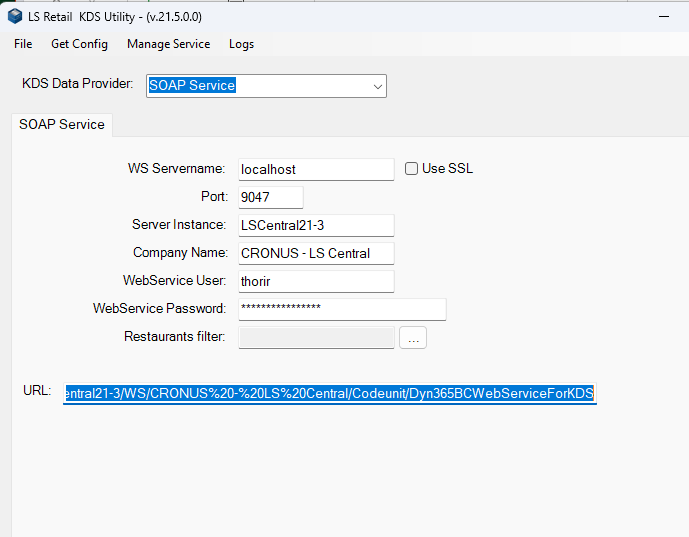 LS Retail  KDS Utility - (v.21.5.0.0)
File Get Config Manage Service Logs
KDS Data Provider: SOAP Service
SOAP Service
WS Servername: localhost Use SSL
Port: 9047
Server Instance: LSCentral21-3
Company Name: CRONUS - LS Central
WebService User: thorir
WebService Password: ****************
Restaurants filter: ...
URL: entral21-3/WS/CRONUS%20-%20LS%20Central/Codeunit/Dyn365BCWebServiceForKDS